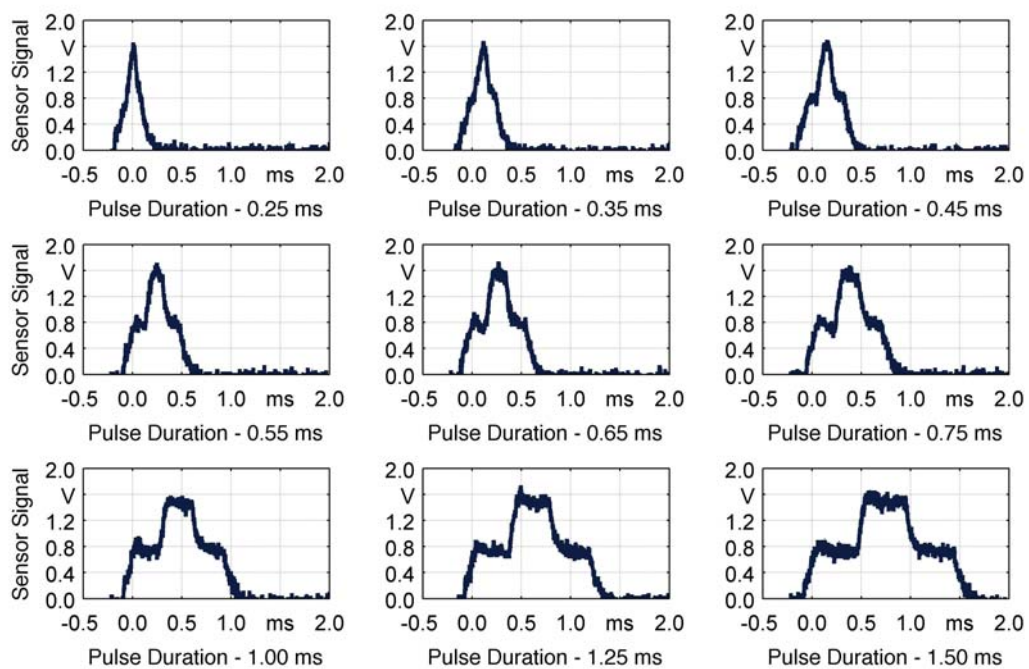 2.0 2.0 2.0
Sensor Signal V V V
1.2 1.2 1.2
0.8 0.8 0.8
0.4 0.4 0.4
0.0 0.0 0.0
-0.5 0.0 0.5 1.0 ms 2.0 -0.5 0.0 0.5 1.0 ms 2.0 -0.5 0.0 0.5 1.0 ms 2.0
Pulse Duration - 0.25 ms Pulse Duration - 0.35 ms Pulse Duration - 0.45 ms
2.0 2.0 2.0
Sensor Signal V V V
1.2 1.2 1.2
0.8 0.8 0.8
0.4 0.4 0.4
0.0 0.0 0.0
-0.5 0.0 0.5 1.0 ms 2.0 -0.5 0.0 0.5 1.0 ms 2.0 -0.5 0.0 0.5 1.0 ms 2.0
Pulse Duration - 0.55 ms Pulse Duration - 0.65 ms Pulse Duration - 0.75 ms
2.0 2.0 2.0
Sensor Signal V V V
1.2 1.2 1.2
0.8 0.8 0.8
0.4 0.4 0.4
0.0 0.0 0.0
-0.5 0.0 0.5 1.0 ms 2.0 -0.5 0.0 0.5 1.0 ms 2.0 -0.5 0.0 0.5 1.0 ms 2.0
Pulse Duration - 1.00 ms Pulse Duration - 1.25 ms Pulse Duration - 1.50 ms